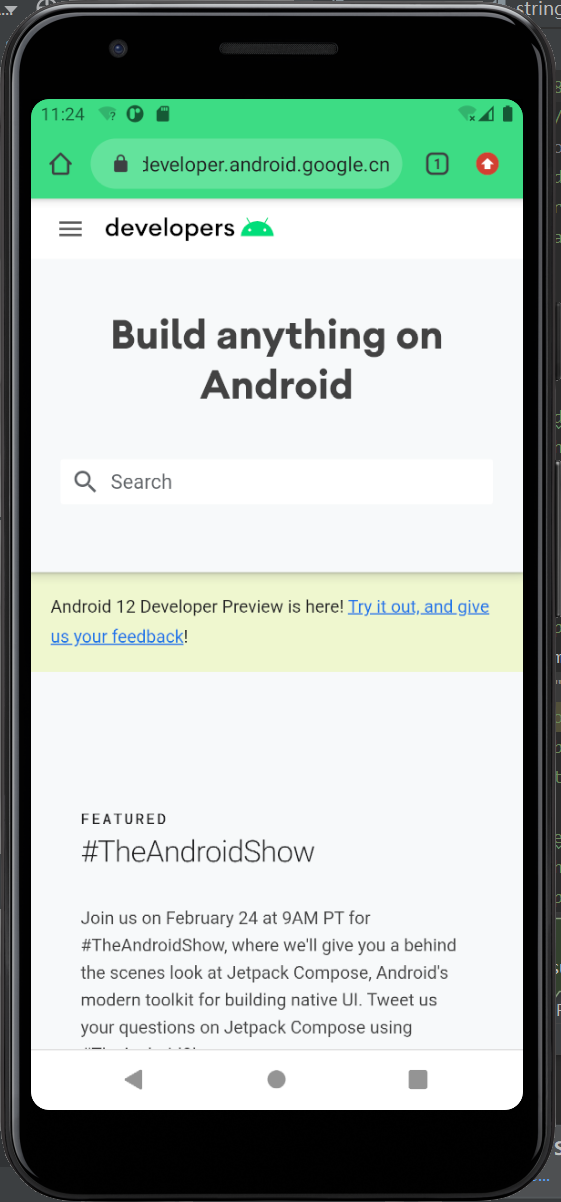 string
11:24
developer.android.google.cn
1
developers
Build anything on
Android
Search
Android 12 Developer Preview is here! Try it out, and give
us your feedback!
FEATURED
#TheAndroidShow
Join us on February 24 at 9AM PT for
#TheAndroidShow, where we'll give you a behind
the scenes look at Jetpack Compose, Android's
modern toolkit for building native UI. Tweet us
your questions on Jetpack Compose using